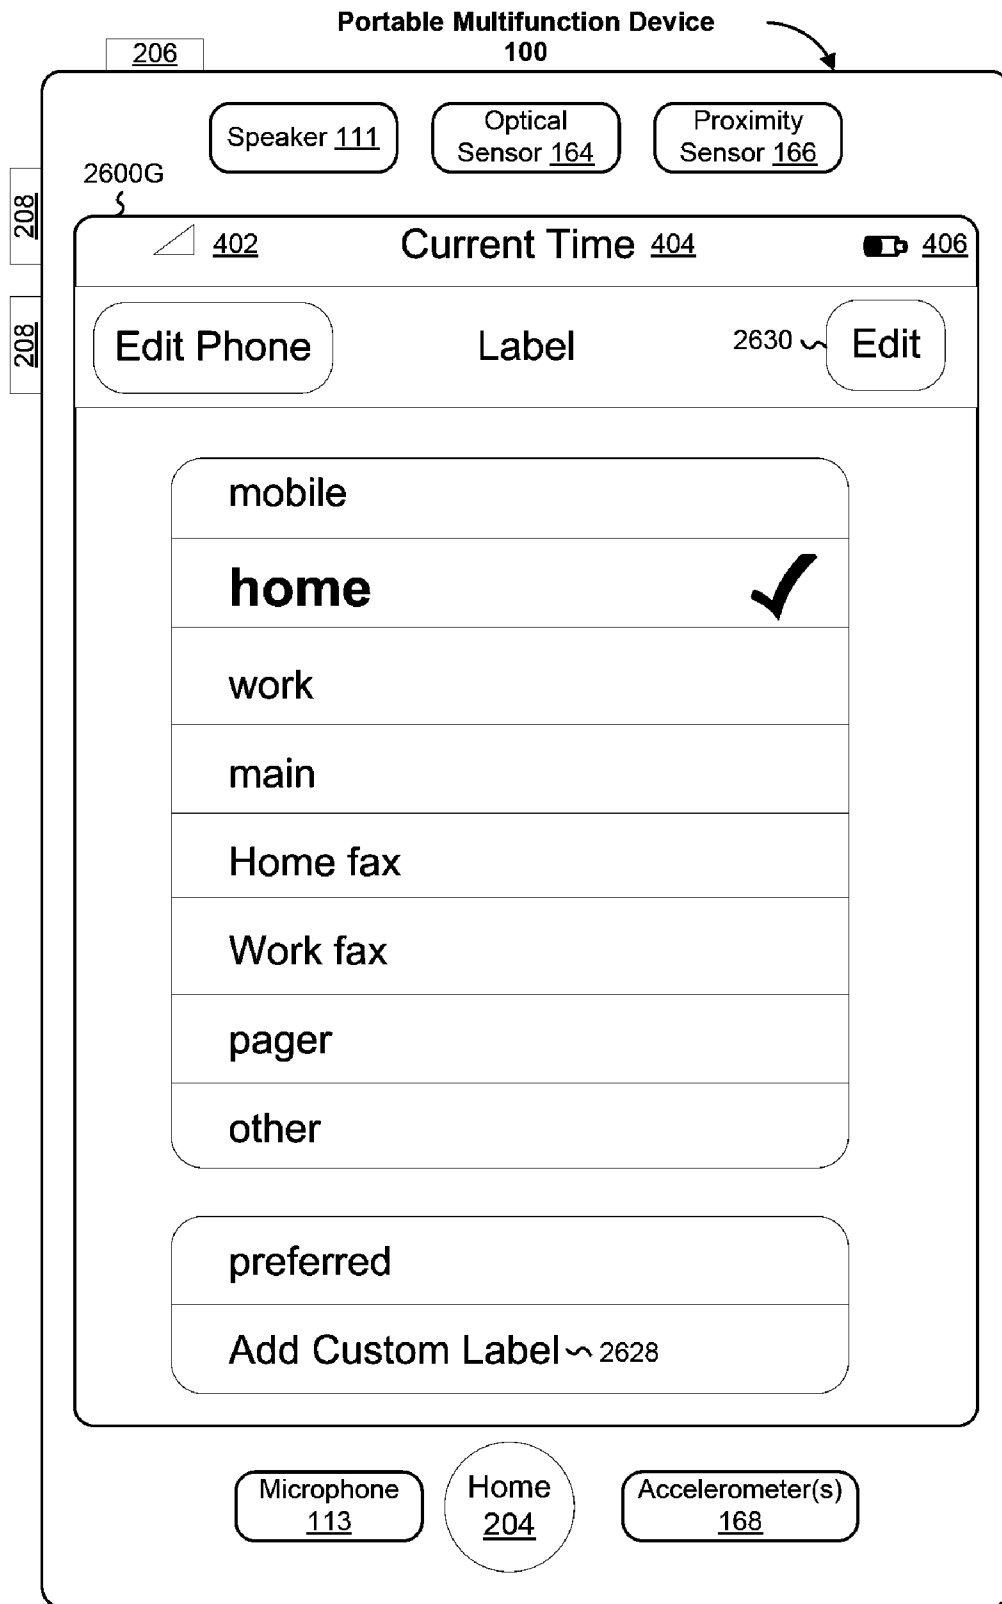 Portable Multifunction Device
100
206
Speaker 111
Optical
Sensor 164
Proximity
Sensor 166
2600G
208
208
402
Current Time 404
406
Edit Phone
Label
2630
Edit
mobile
home
work
main
Home fax
Work fax
pager
other
preferred
Add Custom Label
2628
Microphone
113
Home
204
Accelerometer(s)
168